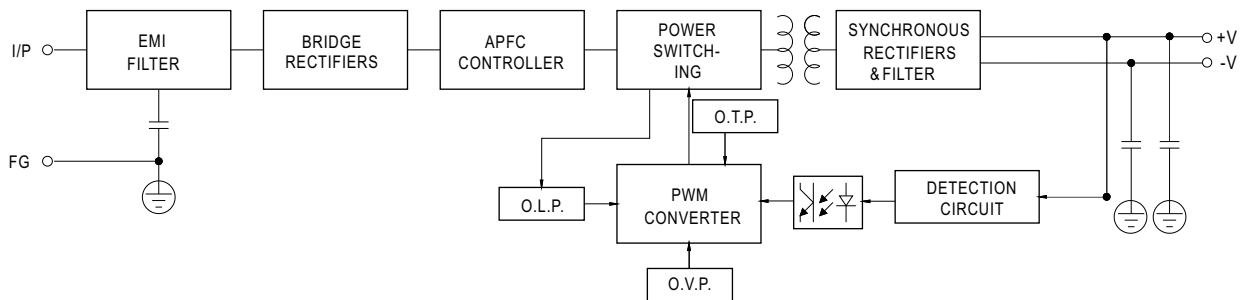 I/P
EMI
FILTER
BRIDGE
RECTIFIERS
APFC
CONTROLLER
POWER
SWITCH-
ING
SYNCHRONOUS
RECTIFIERS
& FILTER
+V
-V
FG
O.T.P.
O.L.P.
PWM
CONVERTER
DETECTION
CIRCUIT
O.V.P.